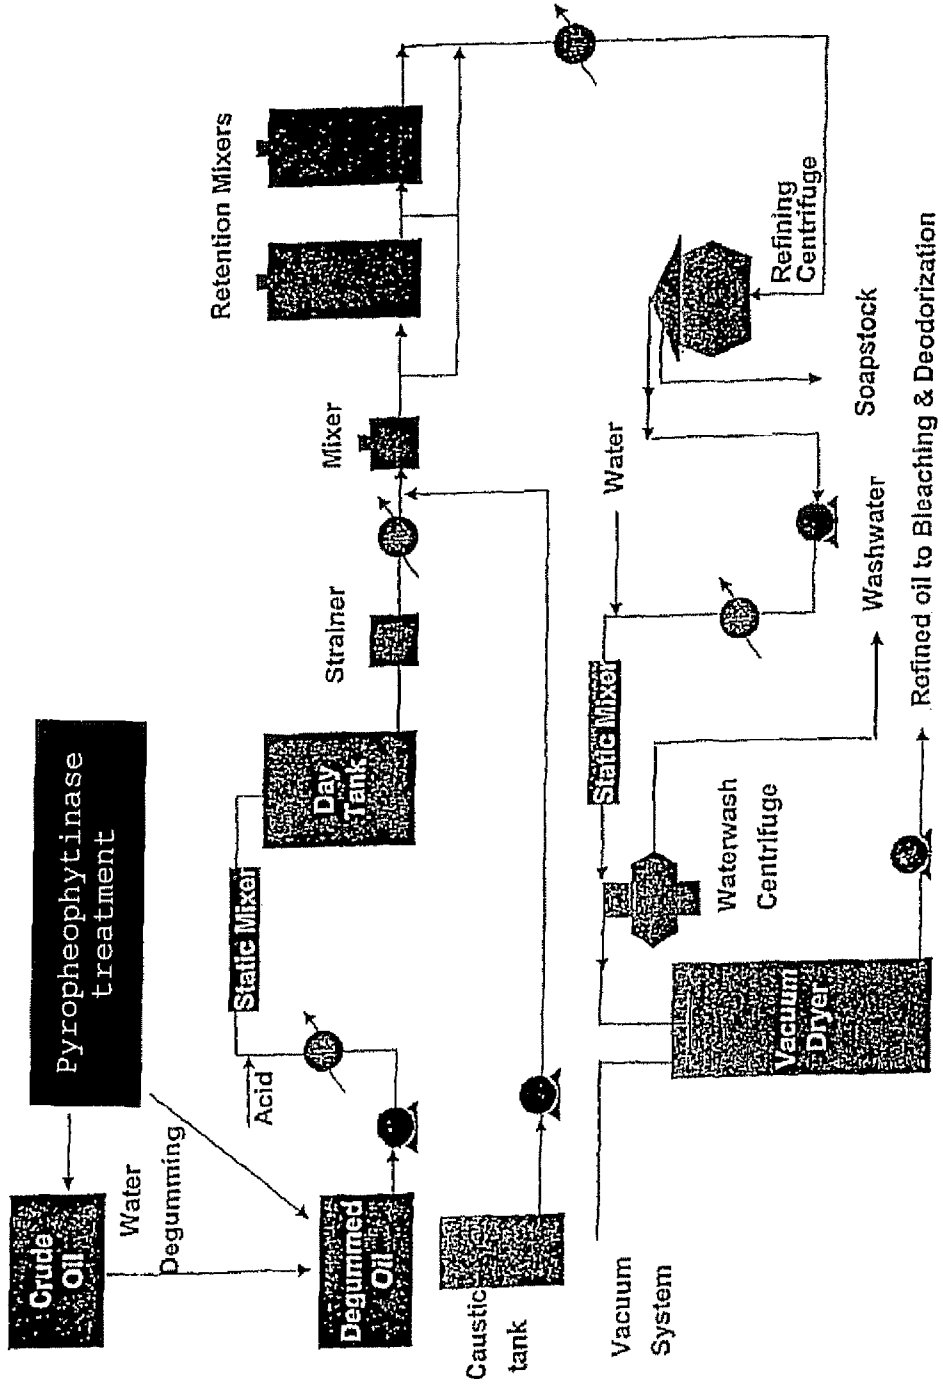 Pyropheophytinase
treatment
Crude
Oil
Water
Degumming
Degummed
Oil
Acid
Static Mixer
Day
Tank
Strainer
Mixer
Retention Mixers
Caustic
tank
Refining
Centrifuge
Soapstock
Water
Static Mixer
Washwater
Waterwash
Centrifuge
Vacuum
Dryer
Vacuum
System
Refined oil to Bleaching & Deodorization